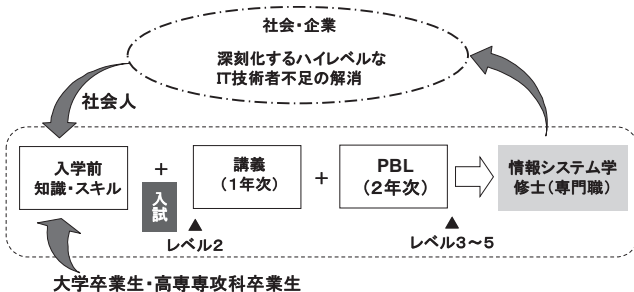 社会・企業
深刻化するハイレベルな
IT技術者不足の解消
社会人
入学前
知識・スキル
+
入試
講義
（1年次）
+
PBL
（2年次）
情報システム学
修士（専門職）
▲
レベル2
▲
レベル3～5
大学卒業生・高専専攻科卒業生